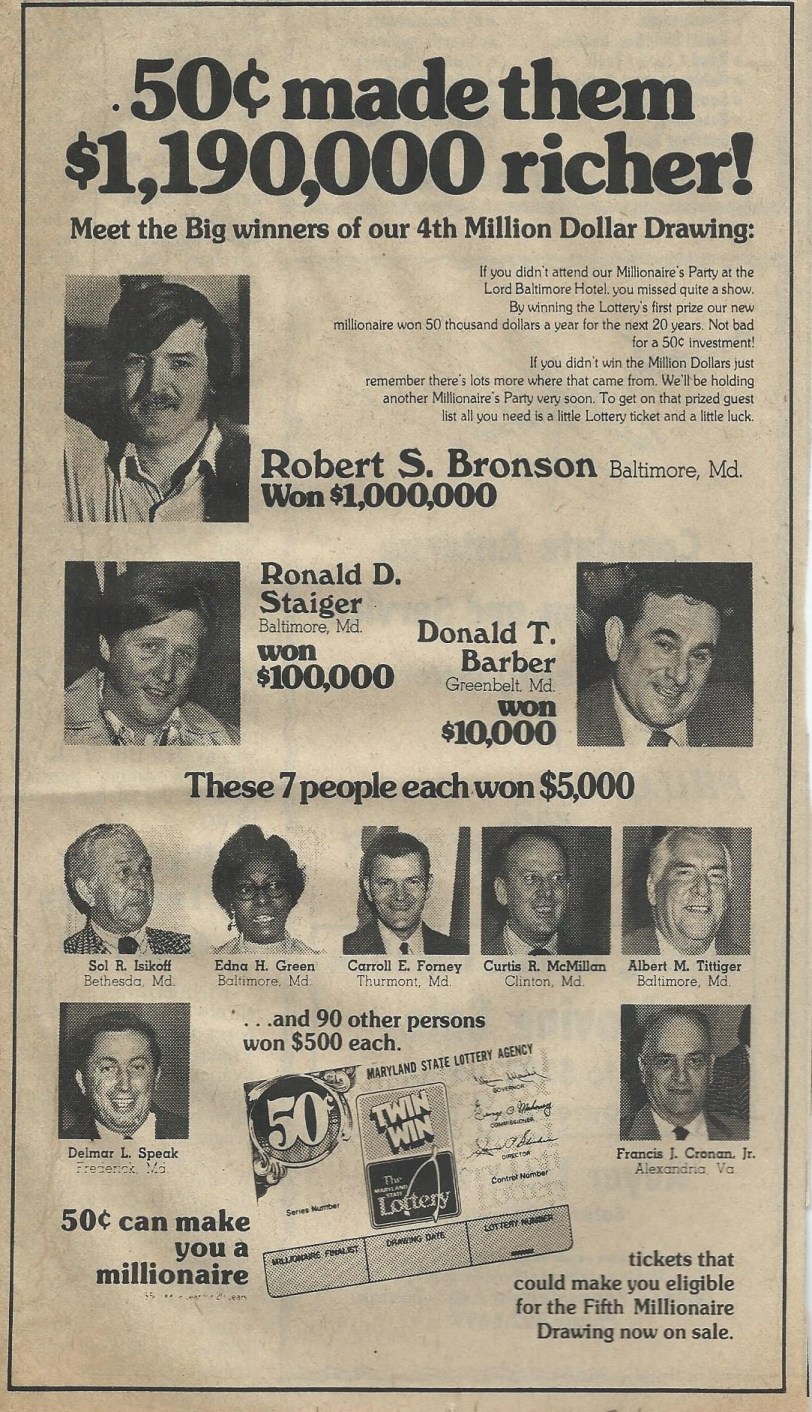 50¢ made them
$1,190,000 richer!
Meet the Big winners of our 4th Million Dollar Drawing:
If you didn't attend our Millionaire's Party at the
Lord Baltimore Hotel, you missed quite a show.
By winning the Lottery's first prize our new
millionaire won 50 thousand dollars a year for the next 20 years. Not bad
for a 50¢ investment!
If you didn't win the Million Dollars just
remember there's lots more where that came from. We'll be holding
another Millionaire's Party very soon. To get on that prized guest
list all you need is a little Lottery ticket and a little luck.
Robert S. Bronson Baltimore, Md.
Won $1,000,000
Ronald D.
Staiger
Baltimore, Md.
won
$100,000
Donald T.
Barber
Greenbelt, Md.
won
$10,000
These 7 people each won $5,000
Sol R. Isikoff
Bethesda, Md.
Edna H. Green
Baltimore, Md.
Carroll E. Forney
Thurmont, Md.
Curtis R. McMillan
Clinton, Md.
Albert M. Tittiger
Baltimore, Md.
Delmar L. Speak
Frederick, Md.
...and 90 other persons
won $500 each.
MARYLAND STATE LOTTERY AGENCY
50¢
TWIN
WIN
The
MARYLAND
STATE
Lottery
GOVERNOR
COMMISSIONER
DIRECTOR
Series Number
Control Number
MILLIONAIRE FINALIST
DRAWING DATE
LOTTERY NUMBER
Francis J. Cronan, Jr.
Alexandria, Va.
50¢ can make
you a
millionaire
tickets that
could make you eligible
for the Fifth Millionaire
Drawing now on sale.